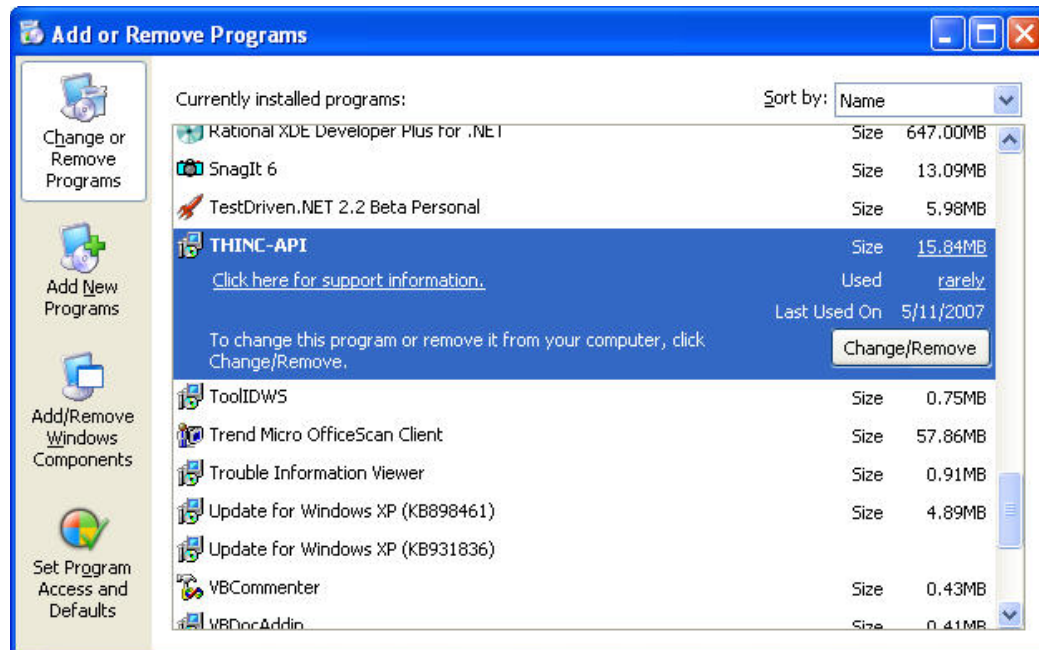 Add or Remove Programs
Change or
Remove
Programs
Add New
Programs
Add/Remove
Windows
Components
Set Program
Access and
Defaults
Currently installed programs:
Sort by: Name
Rational XDE Developer Plus for .NET Size 647.00MB
SnagIt 6 Size 13.09MB
TestDriven.NET 2.2 Beta Personal Size 5.98MB
THINC-API Size 15.84MB
Click here for support information. Used rarely
Last Used On 5/11/2007
To change this program or remove it from your computer, click
Change/Remove.
Change/Remove
ToolIDWS Size 0.75MB
Trend Micro OfficeScan Client Size 57.86MB
Trouble Information Viewer Size 0.91MB
Update for Windows XP (KB898461) Size 4.89MB
Update for Windows XP (KB931836)
VBCommenter Size 0.43MB
VBDocAddin Size 0.41MB